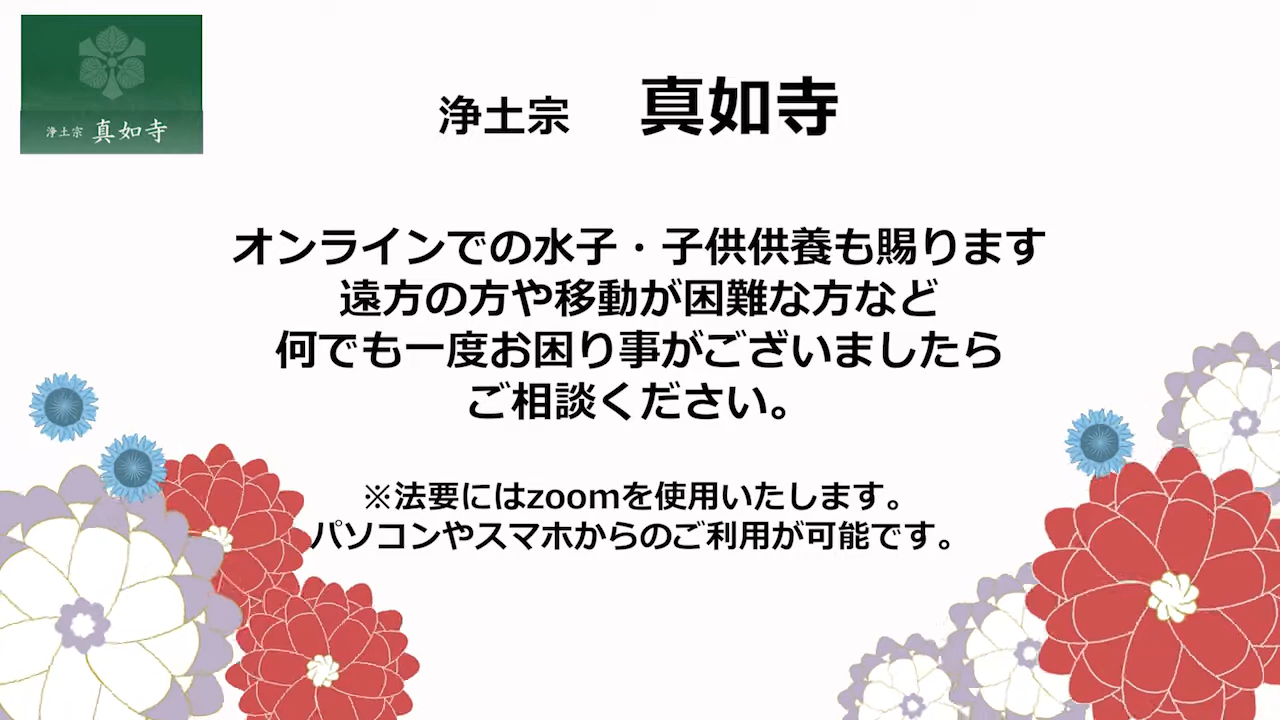 浄土宗 真如寺
浄土宗 真如寺
オンラインでの水子・子供供養も賜ります
遠方の方や移動が困難な方など
何でも一度お困り事がございましたら
ご相談ください。
※法要にはzoomを使用いたします。
パソコンやスマホからのご利用が可能です。